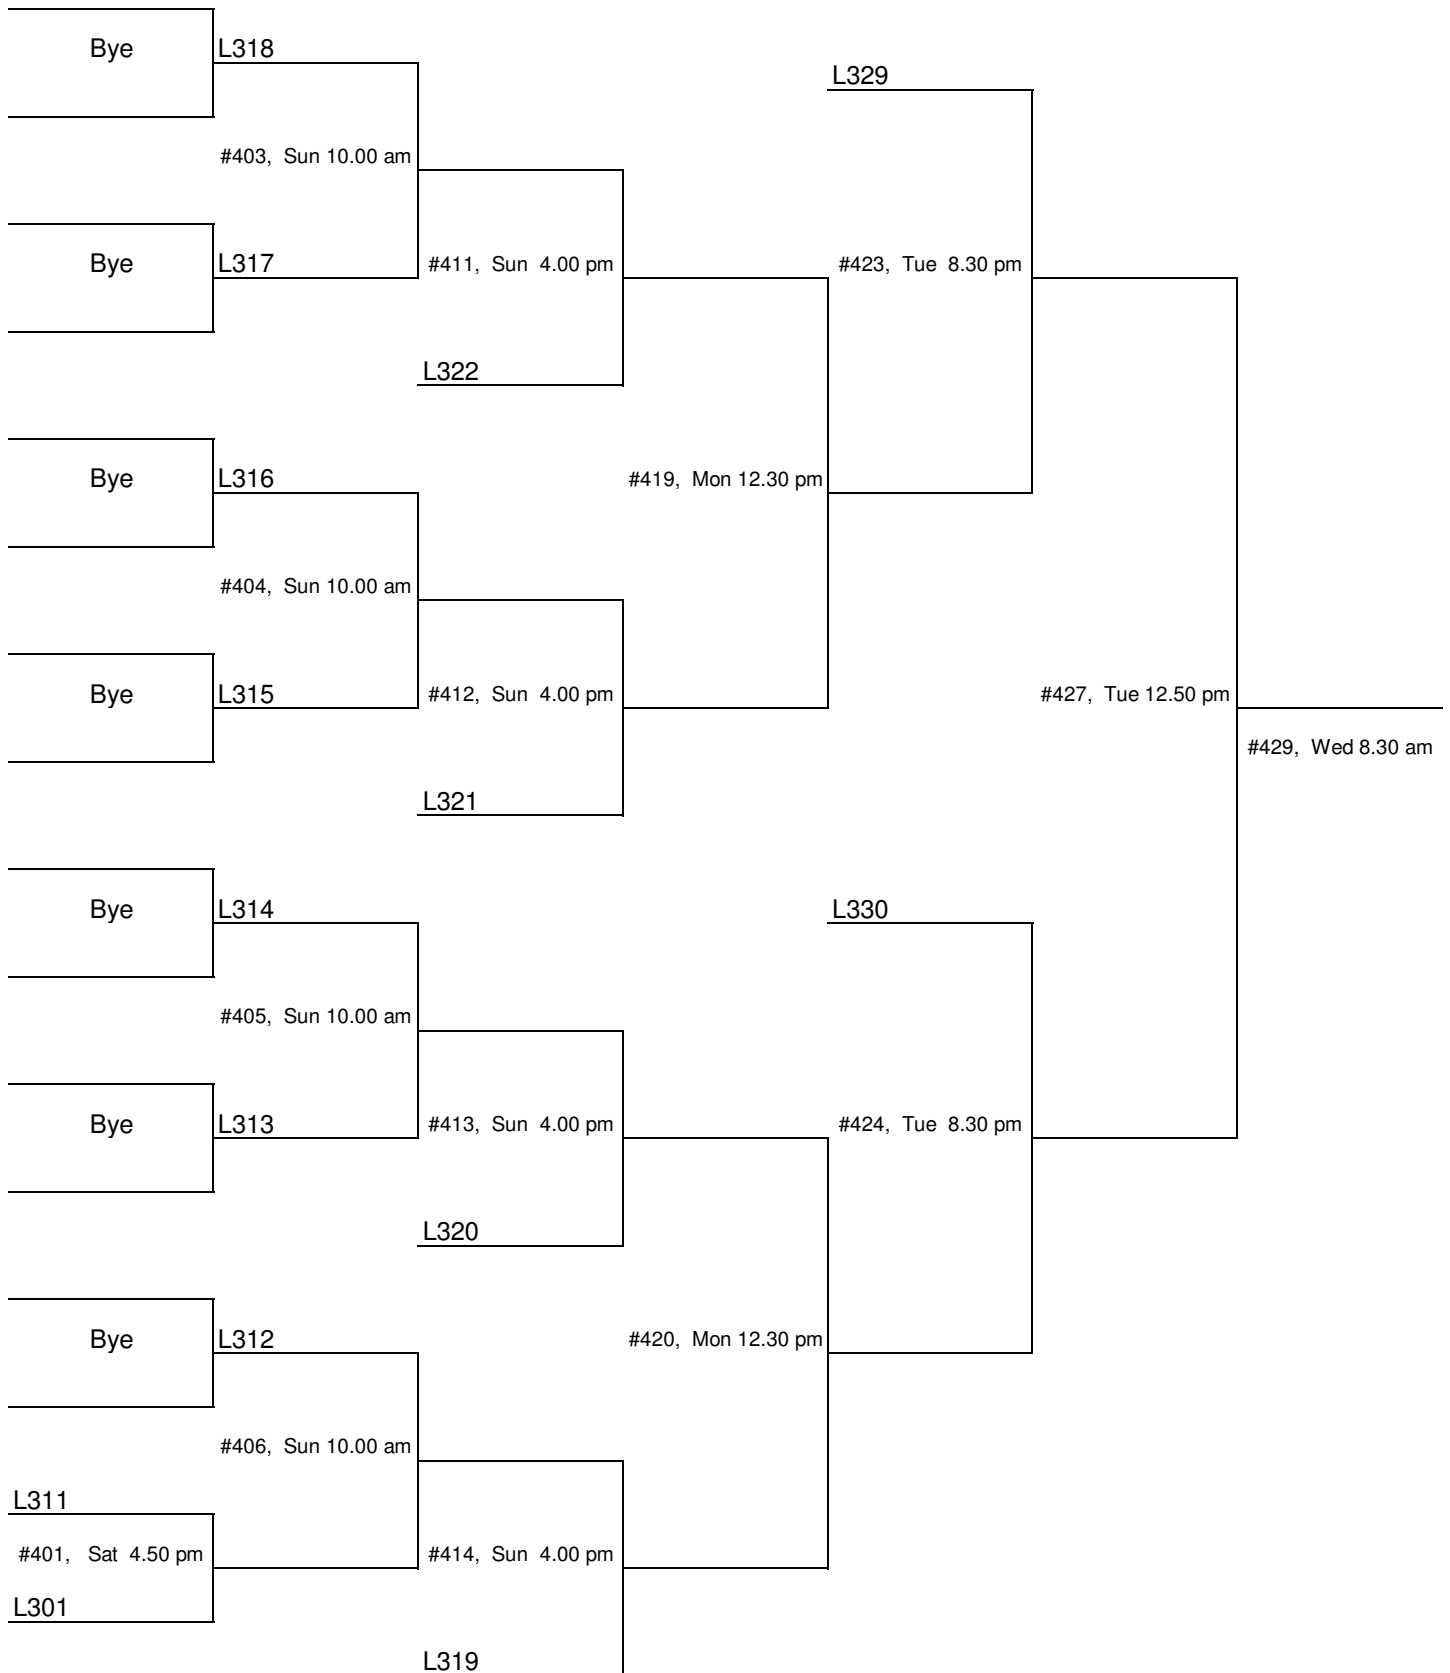 Bye
L318
L329
#403, Sun 10.00 am
Bye
L317
#411, Sun 4.00 pm
#423, Tue 8.30 pm
L322
Bye
L316
#419, Mon 12.30 pm
#404, Sun 10.00 am
Bye
L315
#412, Sun 4.00 pm
#427, Tue 12.50 pm
#429, Wed 8.30 am
L321
Bye
L314
L330
#405, Sun 10.00 am
Bye
L313
#413, Sun 4.00 pm
#424, Tue 8.30 pm
L320
Bye
L312
#420, Mon 12.30 pm
#406, Sun 10.00 am
L311
#401, Sat 4.50 pm
#414, Sun 4.00 pm
L301
L319